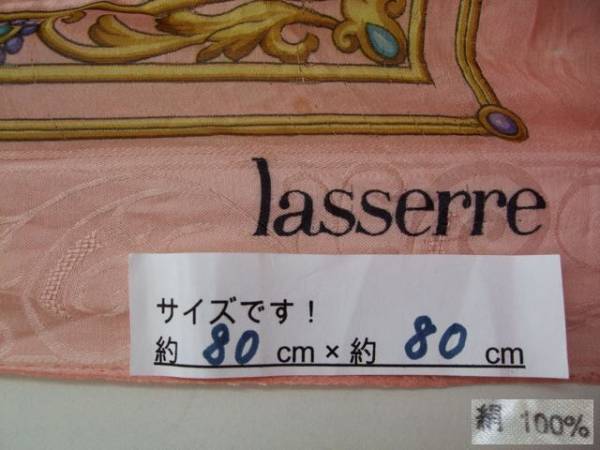 lasserre
サイズです!
約 80 cm × 約 80 cm
絹 100%